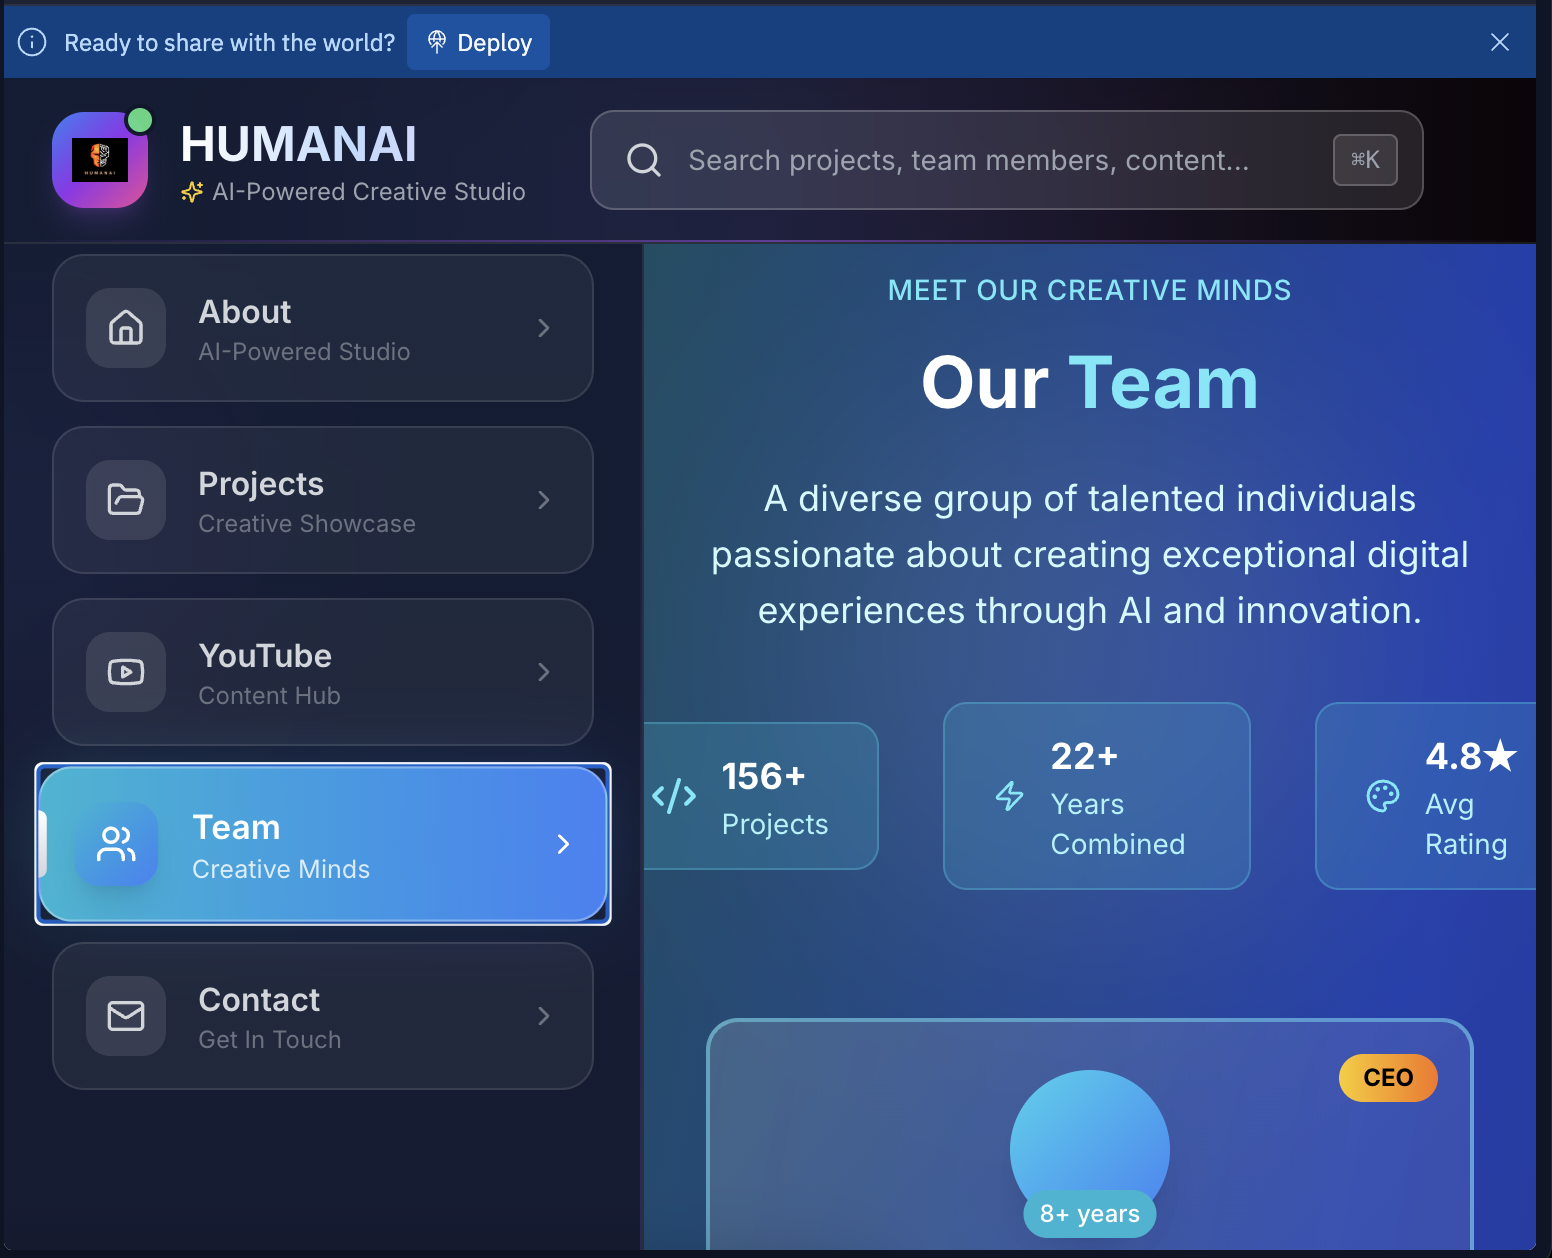 Ready to share with the world?
Deploy
HUMANAI
HUMANAI
AI-Powered Creative Studio
Search projects, team members, content...
⌘K
About
AI-Powered Studio
Projects
Creative Showcase
YouTube
Content Hub
Team
Creative Minds
Contact
Get In Touch
MEET OUR CREATIVE MINDS
Our Team
A diverse group of talented individuals
passionate about creating exceptional digital
experiences through AI and innovation.
156+
Projects
22+
Years
Combined
4.8★
Avg
Rating
CEO
8+ years